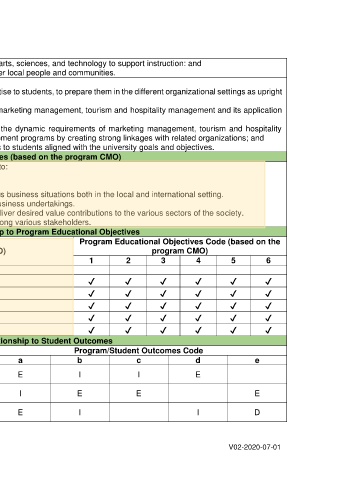 arts, sciences, and technology to support instruction: and
er local people and communities.
tise to students, to prepare them in the different organizational settings as upright
marketing management, tourism and hospitality management and its application
the dynamic requirements of marketing management, tourism and hospitality
opment programs by creating strong linkages with related organizations; and
s to students aligned with the university goals and objectives.
es (based on the program CMO)
to:
s business situations both in the local and international setting.
usiness undertakings.
liver desired value contributions to the various sectors of the society.
ong various stakeholders.
ip to Program Educational Objectives
O)
Program Educational Objectives Code (based on the
program CMO)
1 2 3 4 5 6
✓ ✓ ✓ ✓ ✓ ✓
✓ ✓ ✓ ✓ ✓ ✓
✓ ✓ ✓ ✓ ✓ ✓
✓ ✓ ✓ ✓ ✓ ✓
✓ ✓ ✓ ✓ ✓ ✓
tionship to Student Outcomes
Program/Student Outcomes Code
a b c d e
E I I E
I E E E
E I I D
V02-2020-07-01